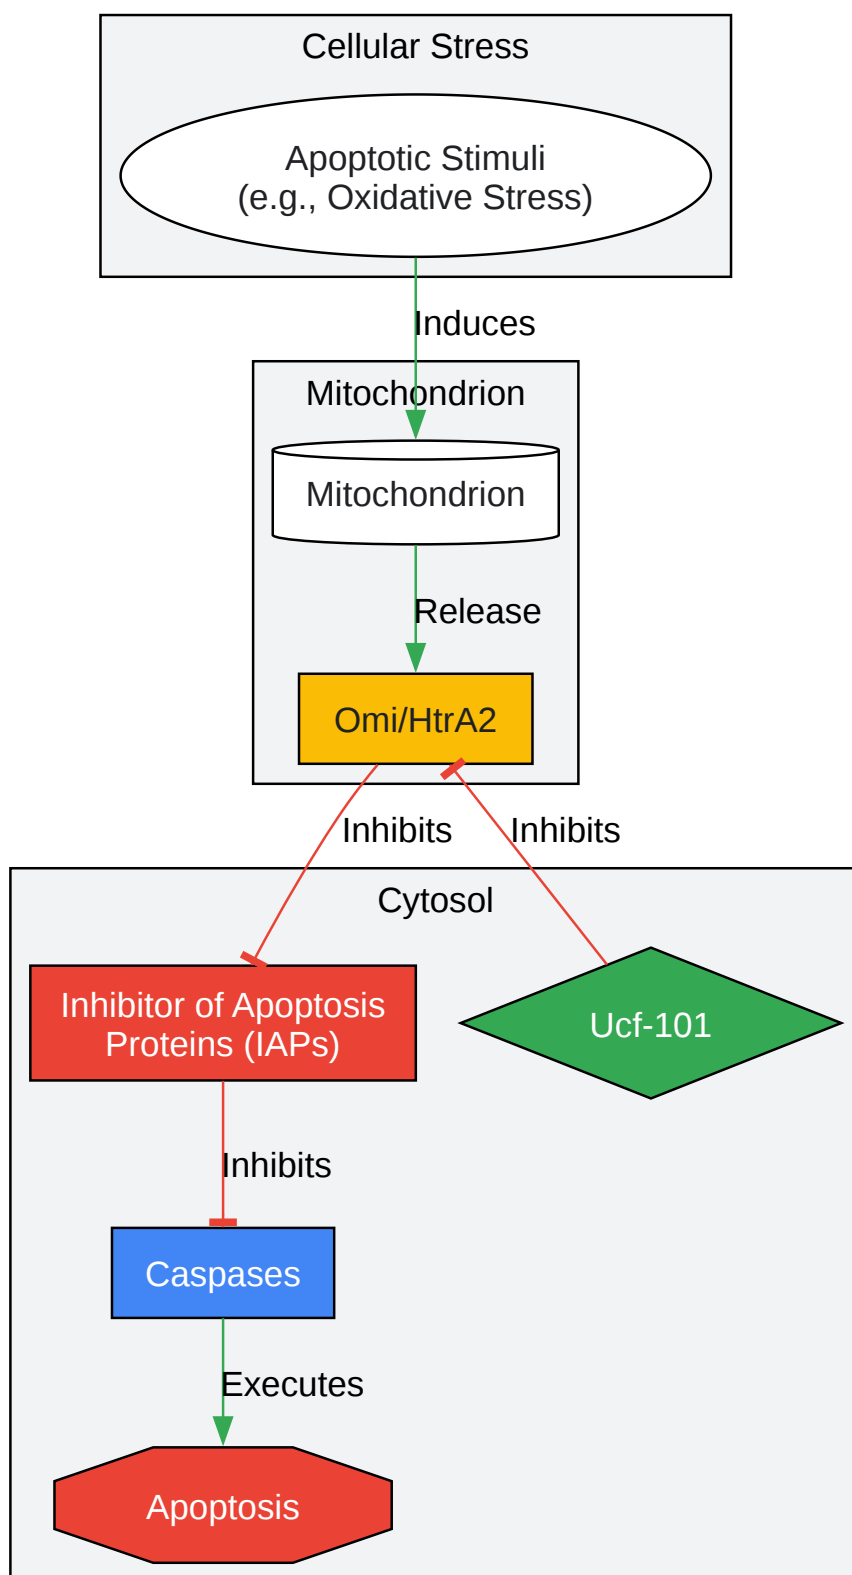 Cellular Stress
Apoptotic Stimuli
(e.g., Oxidative Stress)
Induces
Mitochondrion
Mitochondrion
Release
Omi/HtrA2
Inhibits
Inhibits
Cytosol
Inhibitor of Apoptosis
Proteins (IAPs)
Ucf-101
Inhibits
Caspases
Executes
Apoptosis